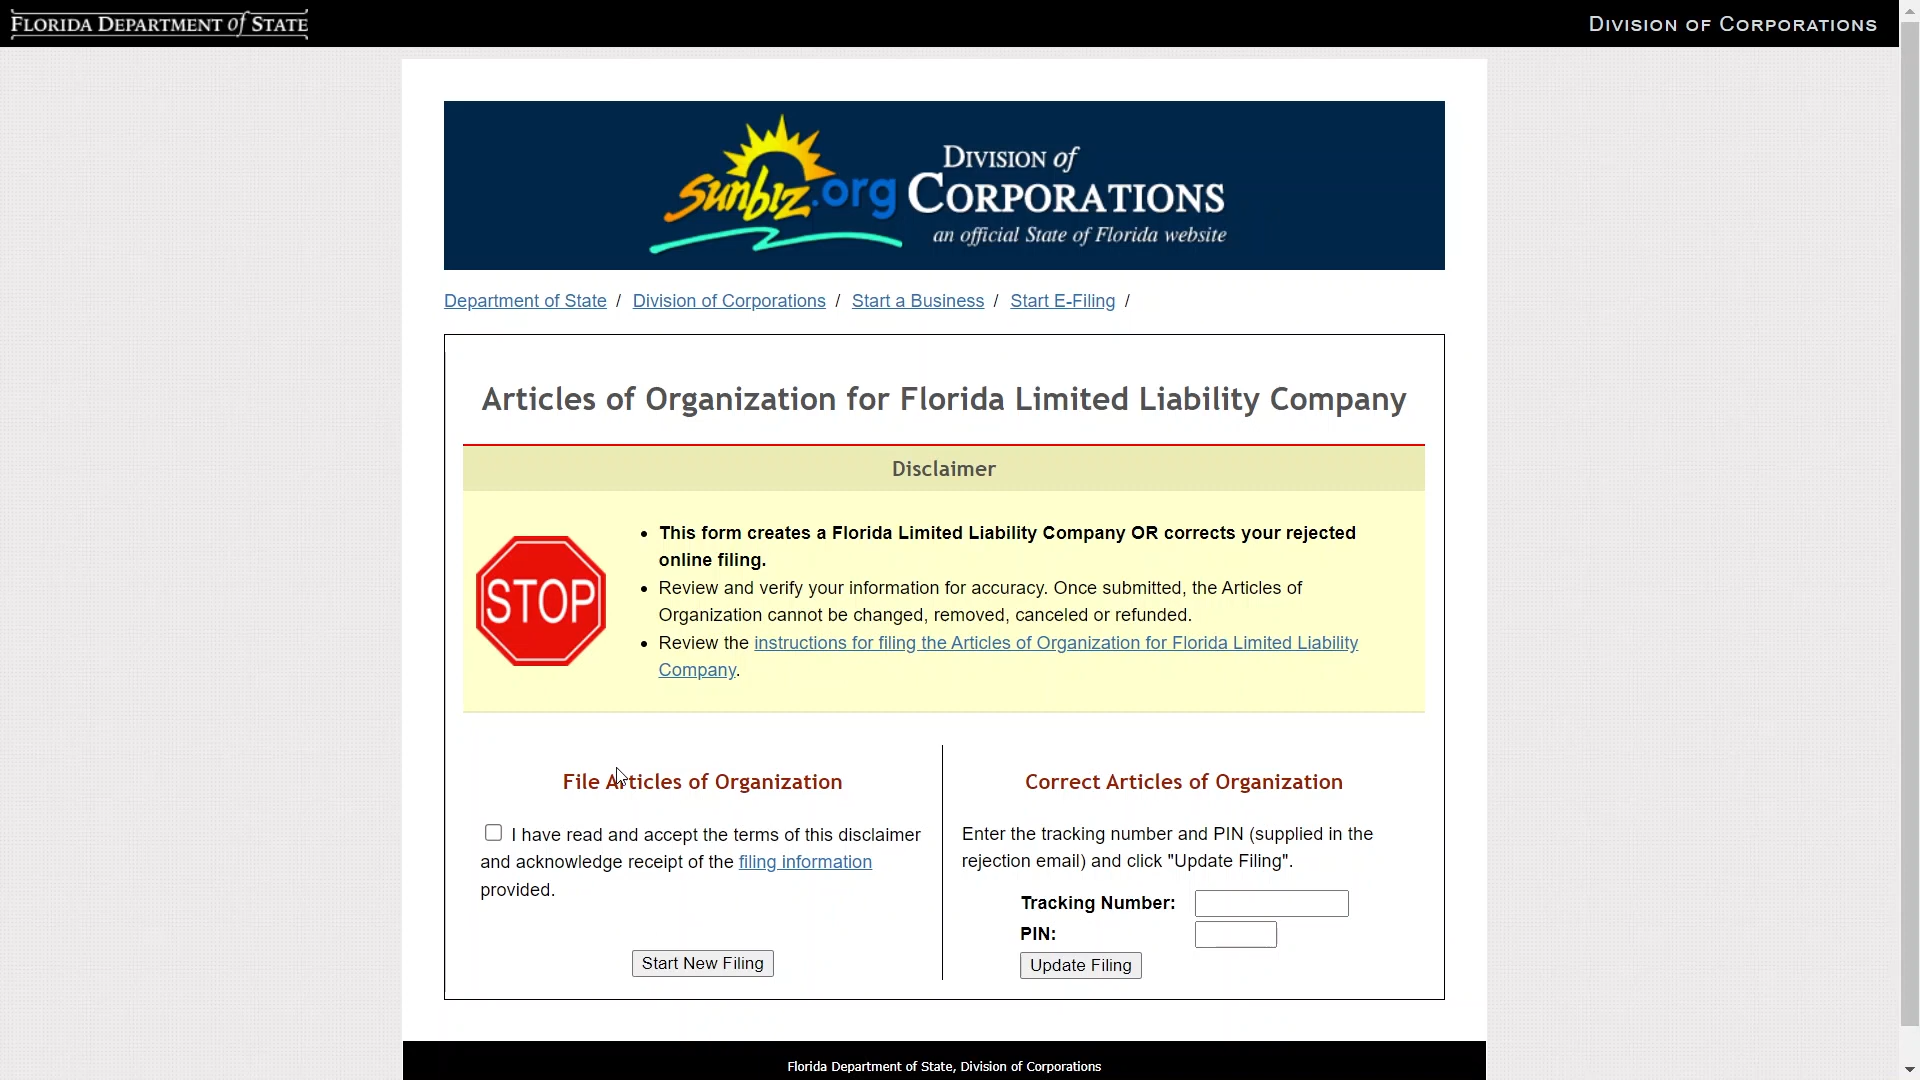 FLORIDA DEPARTMENT of STATE
DIVISION OF CORPORATIONS
sunbiz.org
DIVISION of
CORPORATIONS
an official State of Florida website
Department of State / Division of Corporations / Start a Business / Start E-Filing /
Articles of Organization for Florida Limited Liability Company
Disclaimer
STOP
• This form creates a Florida Limited Liability Company OR corrects your rejected
online filing.
• Review and verify your information for accuracy. Once submitted, the Articles of
Organization cannot be changed, removed, canceled or refunded.
• Review the instructions for filing the Articles of Organization for Florida Limited Liability
Company.
File Articles of Organization
I have read and accept the terms of this disclaimer
and acknowledge receipt of the filing information
provided.
Start New Filing
Correct Articles of Organization
Enter the tracking number and PIN (supplied in the
rejection email) and click "Update Filing".
Tracking Number:
PIN:
Update Filing
Florida Department of State, Division of Corporations